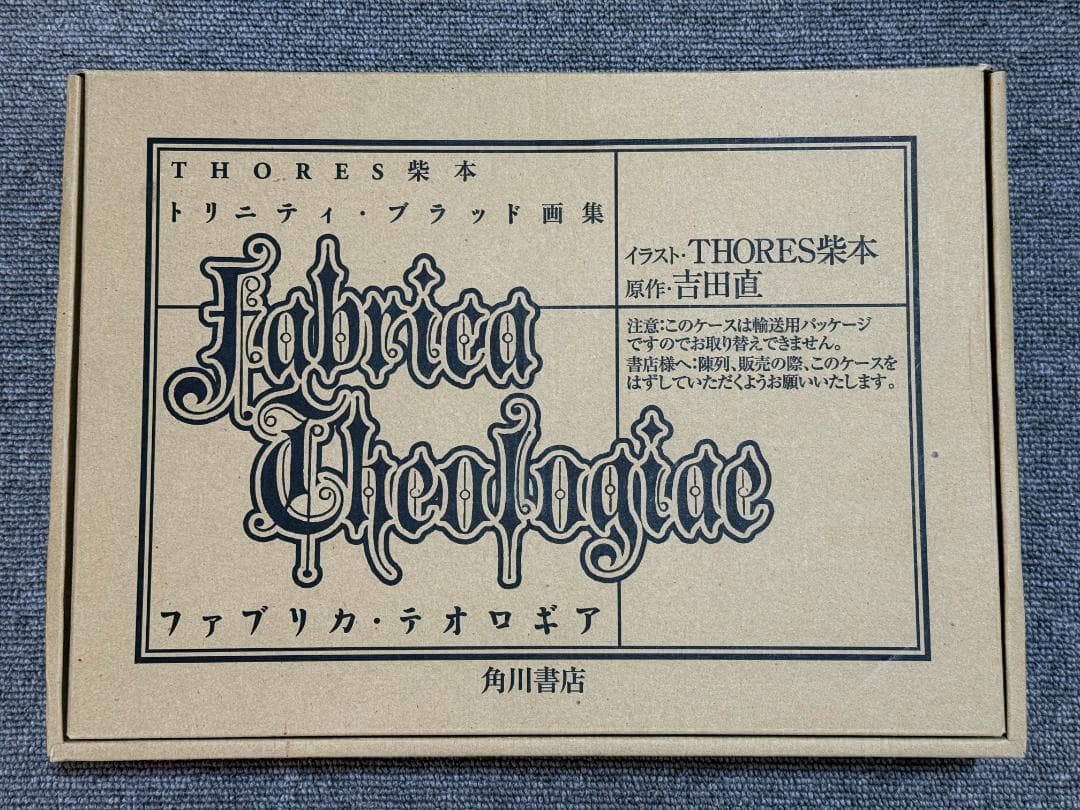 THORES柴本
トリニティ・ブラッド画集
Fabrica
Theologiae
ファブリカ・テオロギア
イラスト・THORES柴本
原作・吉田直
注意：このケースは輸送用パッケージ
ですのでお取り替えできません。
書店様へ：陳列、販売の際、このケースを
はずしていただくようお願いいたします。
角川書店